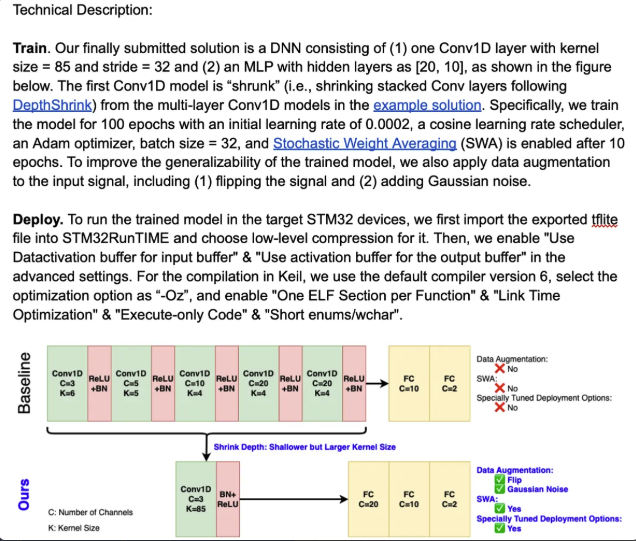 Technical Description:
Train. Our finally submitted solution is a DNN consisting of (1) one Conv1D layer with kernel
size = 85 and stride = 32 and (2) an MLP with hidden layers as [20, 10], as shown in the figure
below. The first Conv1D model is “shrunk” (i.e., shrinking stacked Conv layers following
DepthShrink) from the multi-layer Conv1D models in the example solution. Specifically, we train
the model for 100 epochs with an initial learning rate of 0.0002, a cosine learning rate scheduler,
an Adam optimizer, batch size = 32, and Stochastic Weight Averaging (SWA) is enabled after 10
epochs. To improve the generalizability of the trained model, we also apply data augmentation
to the input signal, including (1) flipping the signal and (2) adding Gaussian noise.
Deploy. To run the trained model in the target STM32 devices, we first import the exported tflite
file into STM32RunTIME and choose low-level compression for it. Then, we enable "Use
Datactivation buffer for input buffer" & "Use activation buffer for the output buffer" in the
advanced settings. For the compilation in Keil, we use the default compiler version 6, select the
optimization option as “-Oz”, and enable "One ELF Section per Function" & "Link Time
Optimization" & "Execute-only Code" & "Short enums/wchar".
Baseline
Conv1D
C=3
K=6
ReLU
+BN
Conv1D
C=5
K=5
ReLU
+BN
Conv1D
C=10
K=4
ReLU
+BN
Conv1D
C=20
K=4
ReLU
+BN
Conv1D
C=20
K=4
ReLU
+BN
FC
C=10
FC
C=2
Data Augmentation:
No
SWA:
No
Specially Tuned Deployment Options:
No
Shrink Depth: Shallower but Larger Kernel Size
Ours
C: Number of Channels
K: Kernel Size
Conv1D
C=3
K=85
BN+
ReLU
FC
C=20
FC
C=10
FC
C=2
Data Augmentation:
Flip
Gaussian Noise
SWA:
Yes
Specially Tuned Deployment Options:
Yes